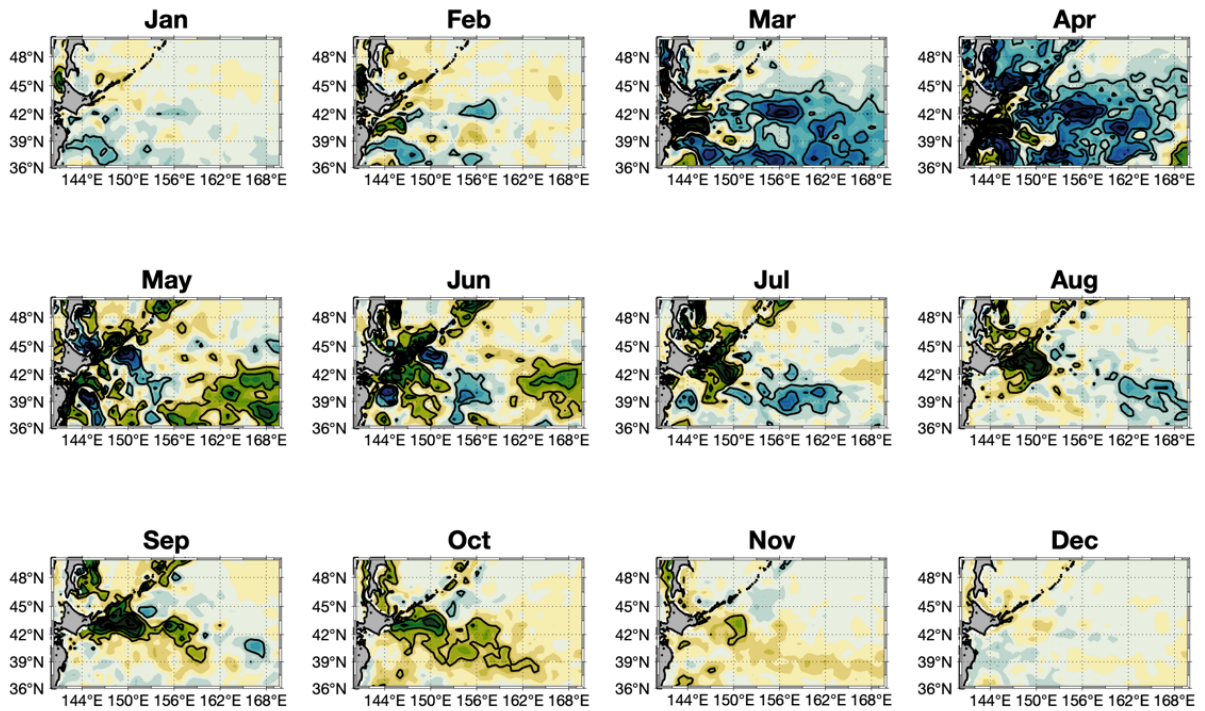 Jan Feb Mar Apr
48°N 48°N 48°N 48°N
45°N 45°N 45°N 45°N
42°N 42°N 42°N 42°N
39°N 39°N 39°N 39°N
36°N 36°N 36°N 36°N
144°E 150°E 156°E 162°E 168°E 144°E 150°E 156°E 162°E 168°E 144°E 150°E 156°E 162°E 168°E 144°E 150°E 156°E 162°E 168°E
May Jun Jul Aug
48°N 48°N 48°N 48°N
45°N 45°N 45°N 45°N
42°N 42°N 42°N 42°N
39°N 39°N 39°N 39°N
36°N 36°N 36°N 36°N
144°E 150°E 156°E 162°E 168°E 144°E 150°E 156°E 162°E 168°E 144°E 150°E 156°E 162°E 168°E 144°E 150°E 156°E 162°E 168°E
Sep Oct Nov Dec
48°N 48°N 48°N 48°N
45°N 45°N 45°N 45°N
42°N 42°N 42°N 42°N
39°N 39°N 39°N 39°N
36°N 36°N 36°N 36°N
144°E 150°E 156°E 162°E 168°E 144°E 150°E 156°E 162°E 168°E 144°E 150°E 156°E 162°E 168°E 144°E 150°E 156°E 162°E 168°E